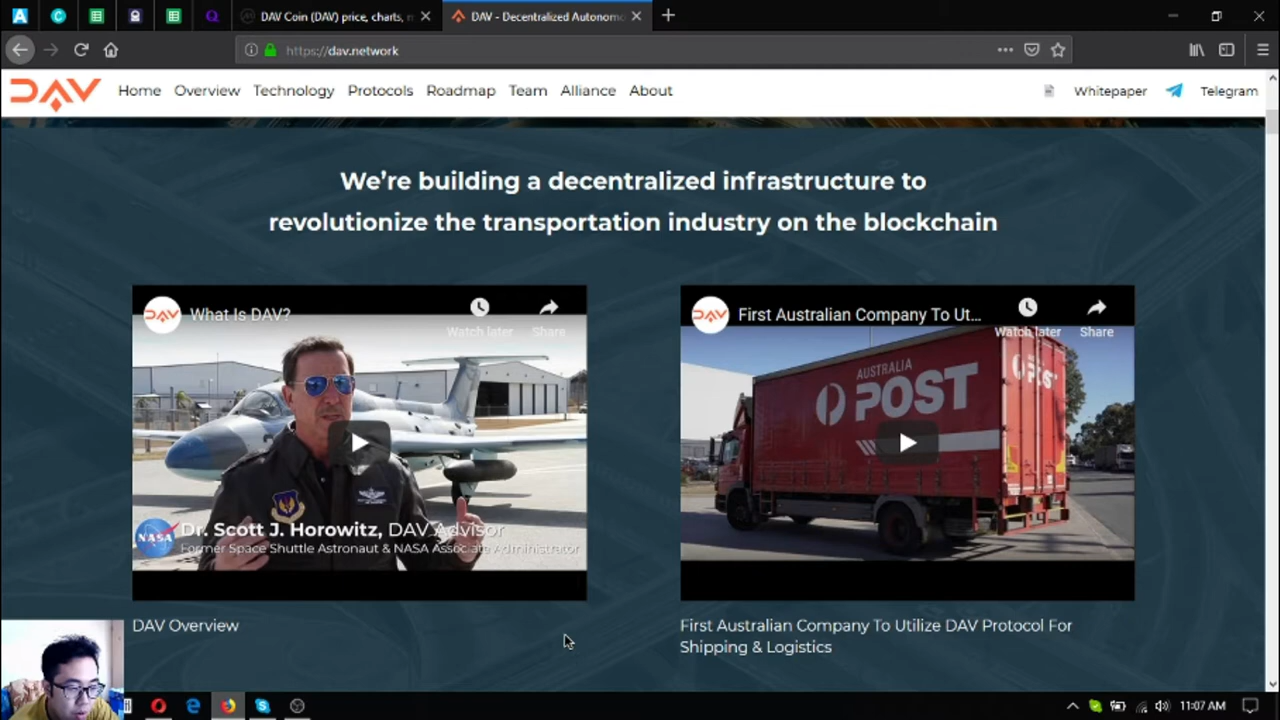 DAV Coin (DAV) price, charts, n
DAV - Decentralized Autonomo
https://dav.network
DAV
Home Overview Technology Protocols Roadmap Team Alliance About
Whitepaper Telegram
We're building a decentralized infrastructure to
revolutionize the transportation industry on the blockchain
DAV What Is DAV? Watch later Share
NASA
Dr. Scott J. Horowitz, DAV Advisor
Former Space Shuttle Astronaut & NASA Associate Administrator
DAV First Australian Company To Ut... Watch later Share
AUSTRALIA
POST
POST
DAV Overview
First Australian Company To Utilize DAV Protocol For
Shipping & Logistics
11:07 AM